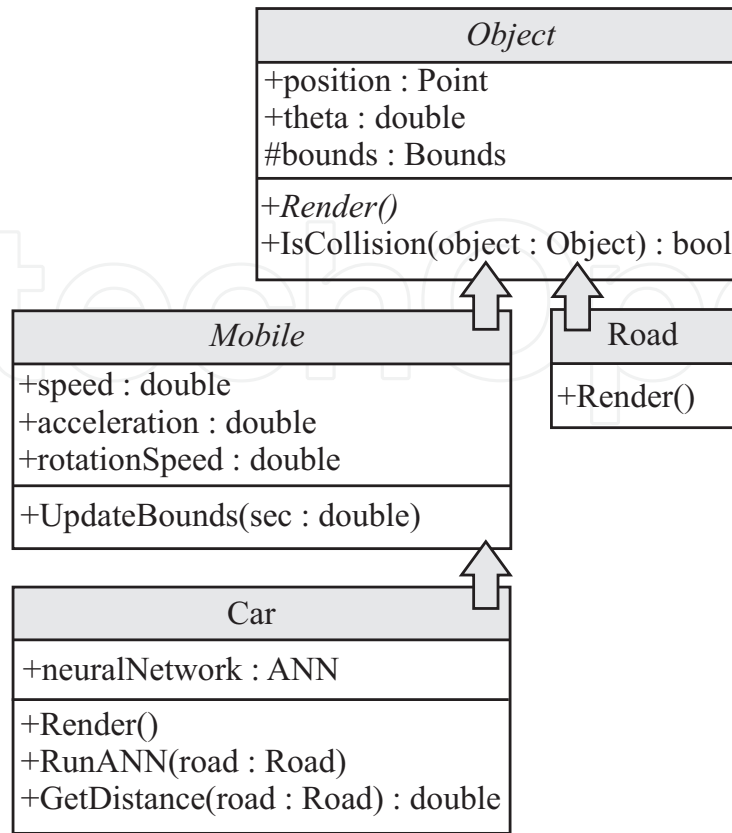 Object
+position : Point
+theta : double
#bounds : Bounds
+Render()
+IsCollision(object : Object) : bool
Mobile
+speed : double
+acceleration : double
+rotationSpeed : double
+UpdateBounds(sec : double)
Road
+Render()
Car
+neuralNetwork : ANN
+Render()
+RunANN(road : Road)
+GetDistance(road : Road) : double